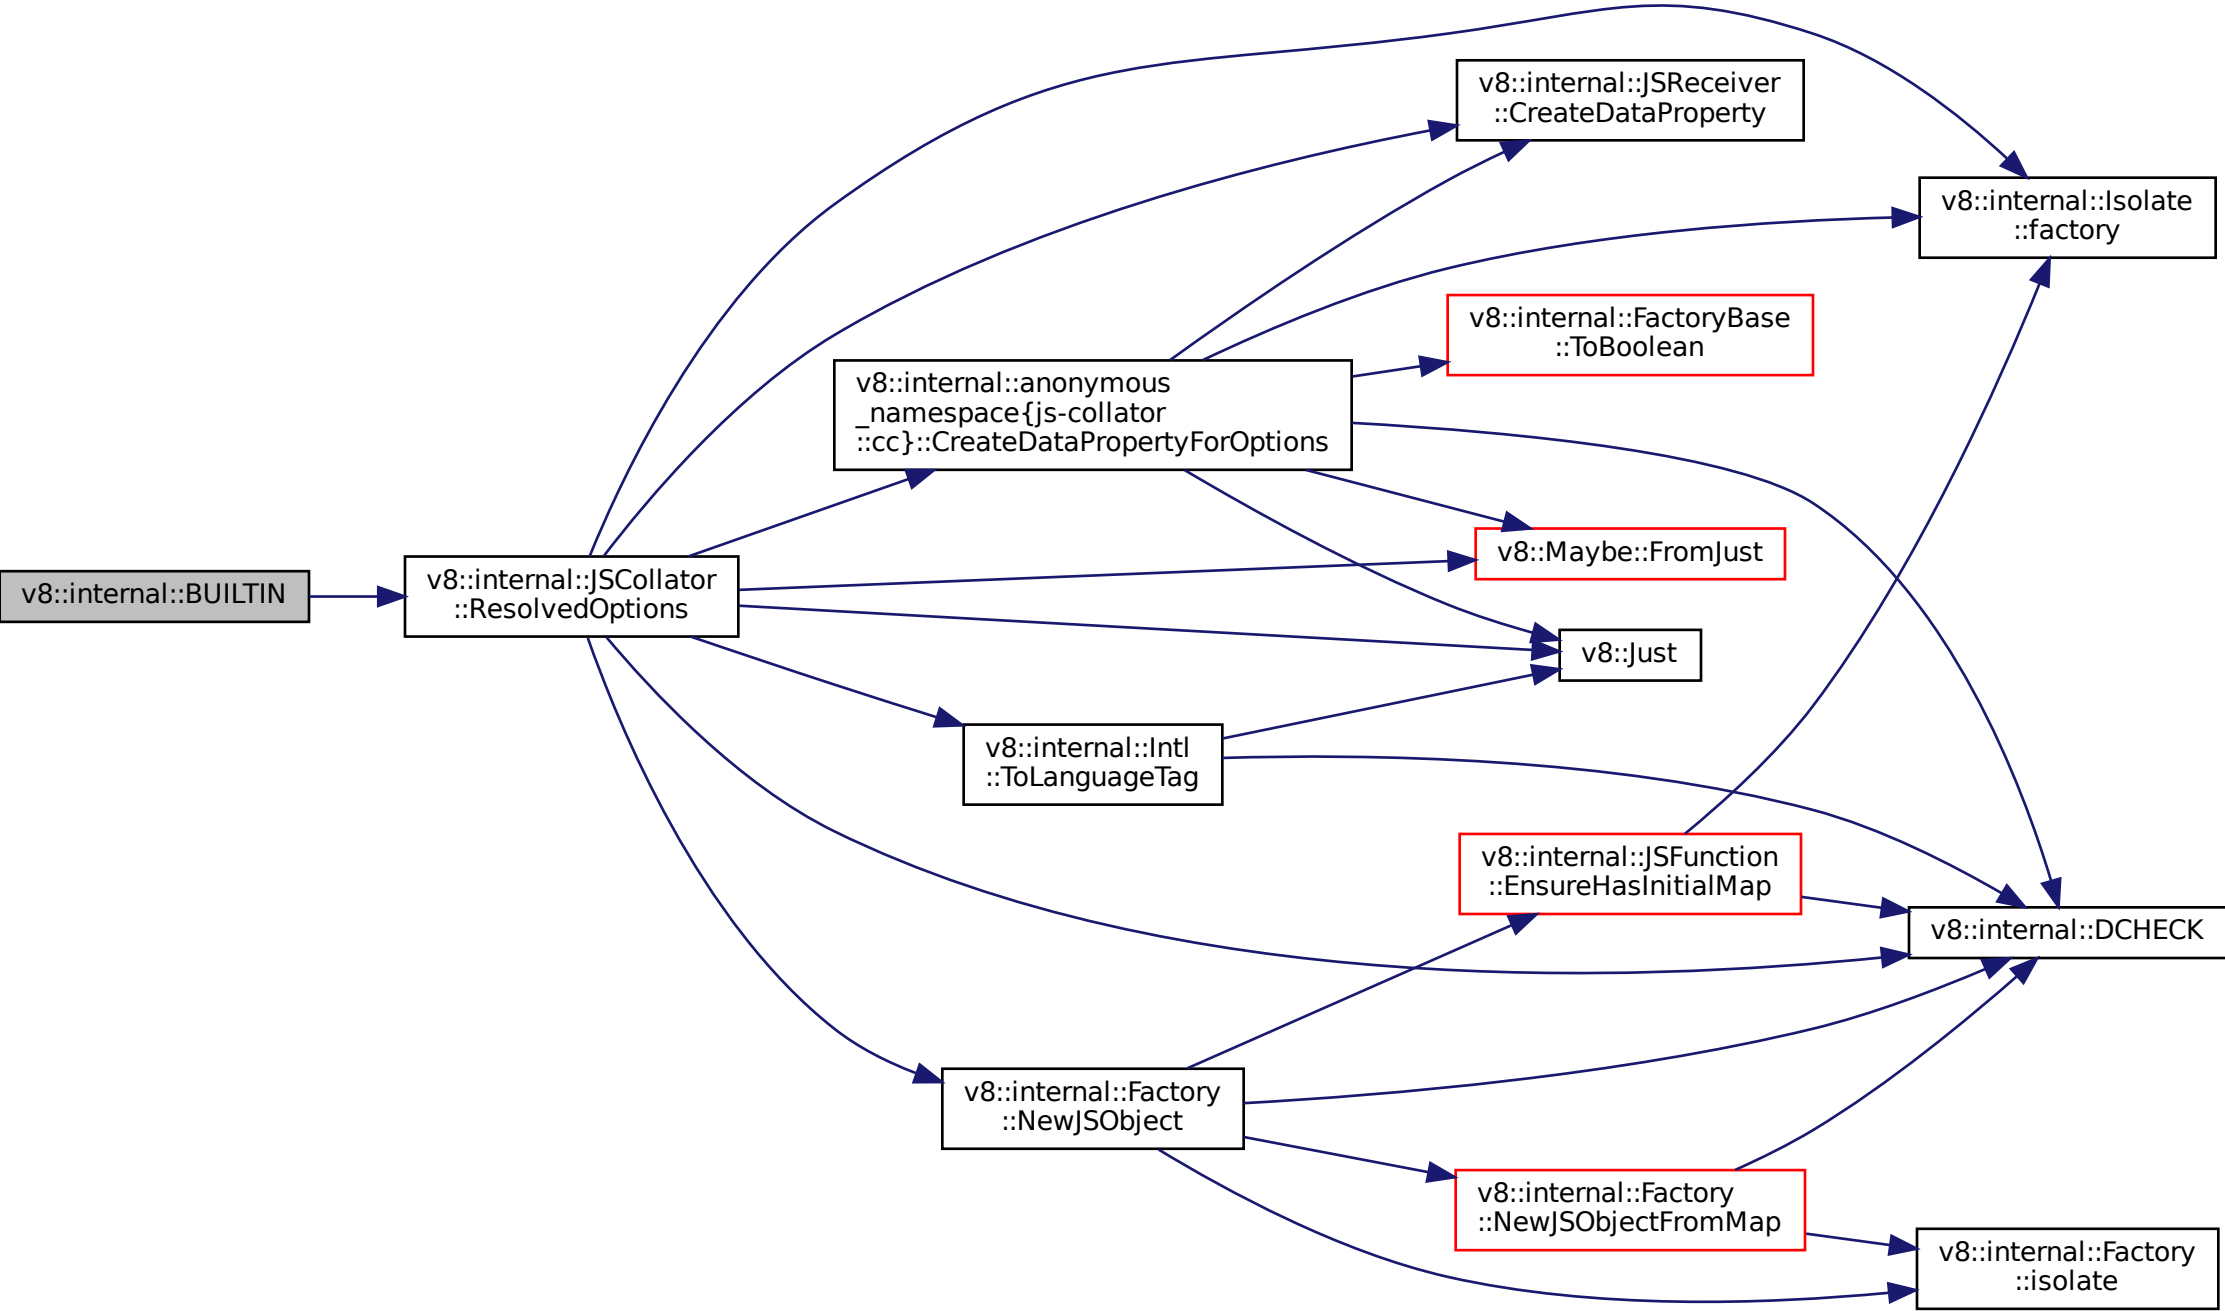 v8::internal::JSReceiver
::CreateDataProperty
v8::internal::Isolate
::factory
v8::internal::FactoryBase
::ToBoolean
v8::internal::anonymous
_namespace{js-collator
::cc}::CreateDataPropertyForOptions
v8::Maybe::FromJust
v8::internal::BUILTIN
v8::internal::JSCollator
::ResolvedOptions
v8::Just
v8::internal::Intl
::ToLanguageTag
v8::internal::JSFunction
::EnsureHasInitialMap
v8::internal::DCHECK
v8::internal::Factory
::NewJSObject
v8::internal::Factory
::NewJSObjectFromMap
v8::internal::Factory
::isolate